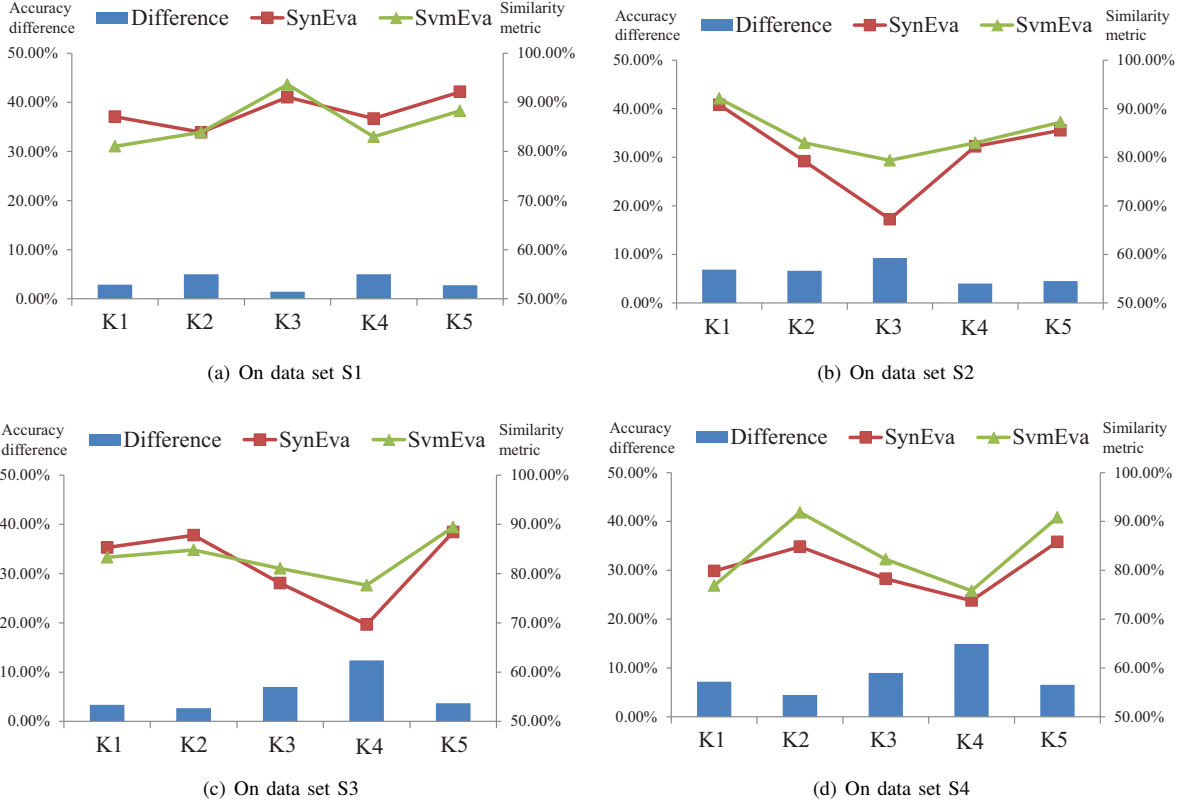 Accuracy difference
Difference SynEva SvmEva
Similarity metric
50.00%
40.00%
30.00%
20.00%
10.00%
0.00%
100.00%
90.00%
80.00%
70.00%
60.00%
50.00%
K1 K2 K3 K4 K5
(a) On data set S1
Accuracy difference
Difference SynEva SvmEva
Similarity metric
50.00%
40.00%
30.00%
20.00%
10.00%
0.00%
100.00%
90.00%
80.00%
70.00%
60.00%
50.00%
K1 K2 K3 K4 K5
(b) On data set S2
Accuracy difference
Difference SynEva SvmEva
Similarity metric
50.00%
40.00%
30.00%
20.00%
10.00%
0.00%
100.00%
90.00%
80.00%
70.00%
60.00%
50.00%
K1 K2 K3 K4 K5
(c) On data set S3
Accuracy difference
Difference SynEva SvmEva
Similarity metric
50.00%
40.00%
30.00%
20.00%
10.00%
0.00%
100.00%
90.00%
80.00%
70.00%
60.00%
50.00%
K1 K2 K3 K4 K5
(d) On data set S4